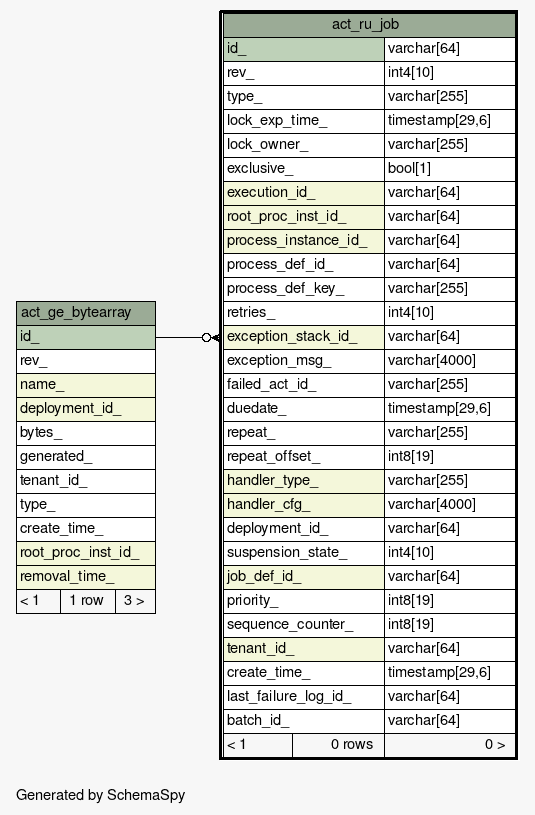 act_ru_job
id_ varchar[64]
rev_ int4[10]
type_ varchar[255]
lock_exp_time_ timestamp[29,6]
lock_owner_ varchar[255]
exclusive_ bool[1]
execution_id_ varchar[64]
root_proc_inst_id_ varchar[64]
process_instance_id_ varchar[64]
process_def_id_ varchar[64]
process_def_key_ varchar[255]
retries_ int4[10]
exception_stack_id_ varchar[64]
exception_msg_ varchar[4000]
failed_act_id_ varchar[255]
duedate_ timestamp[29,6]
repeat_ varchar[255]
repeat_offset_ int8[19]
handler_type_ varchar[255]
handler_cfg_ varchar[4000]
deployment_id_ varchar[64]
suspension_state_ int4[10]
job_def_id_ varchar[64]
priority_ int8[19]
sequence_counter_ int8[19]
tenant_id_ varchar[64]
create_time_ timestamp[29,6]
last_failure_log_id_ varchar[64]
batch_id_ varchar[64]
< 1 0 rows 0 >
act_ge_bytearray
id_
rev_
name_
deployment_id_
bytes_
generated_
tenant_id_
type_
create_time_
root_proc_inst_id_
removal_time_
< 1 1 row 3 >
Generated by SchemaSpy